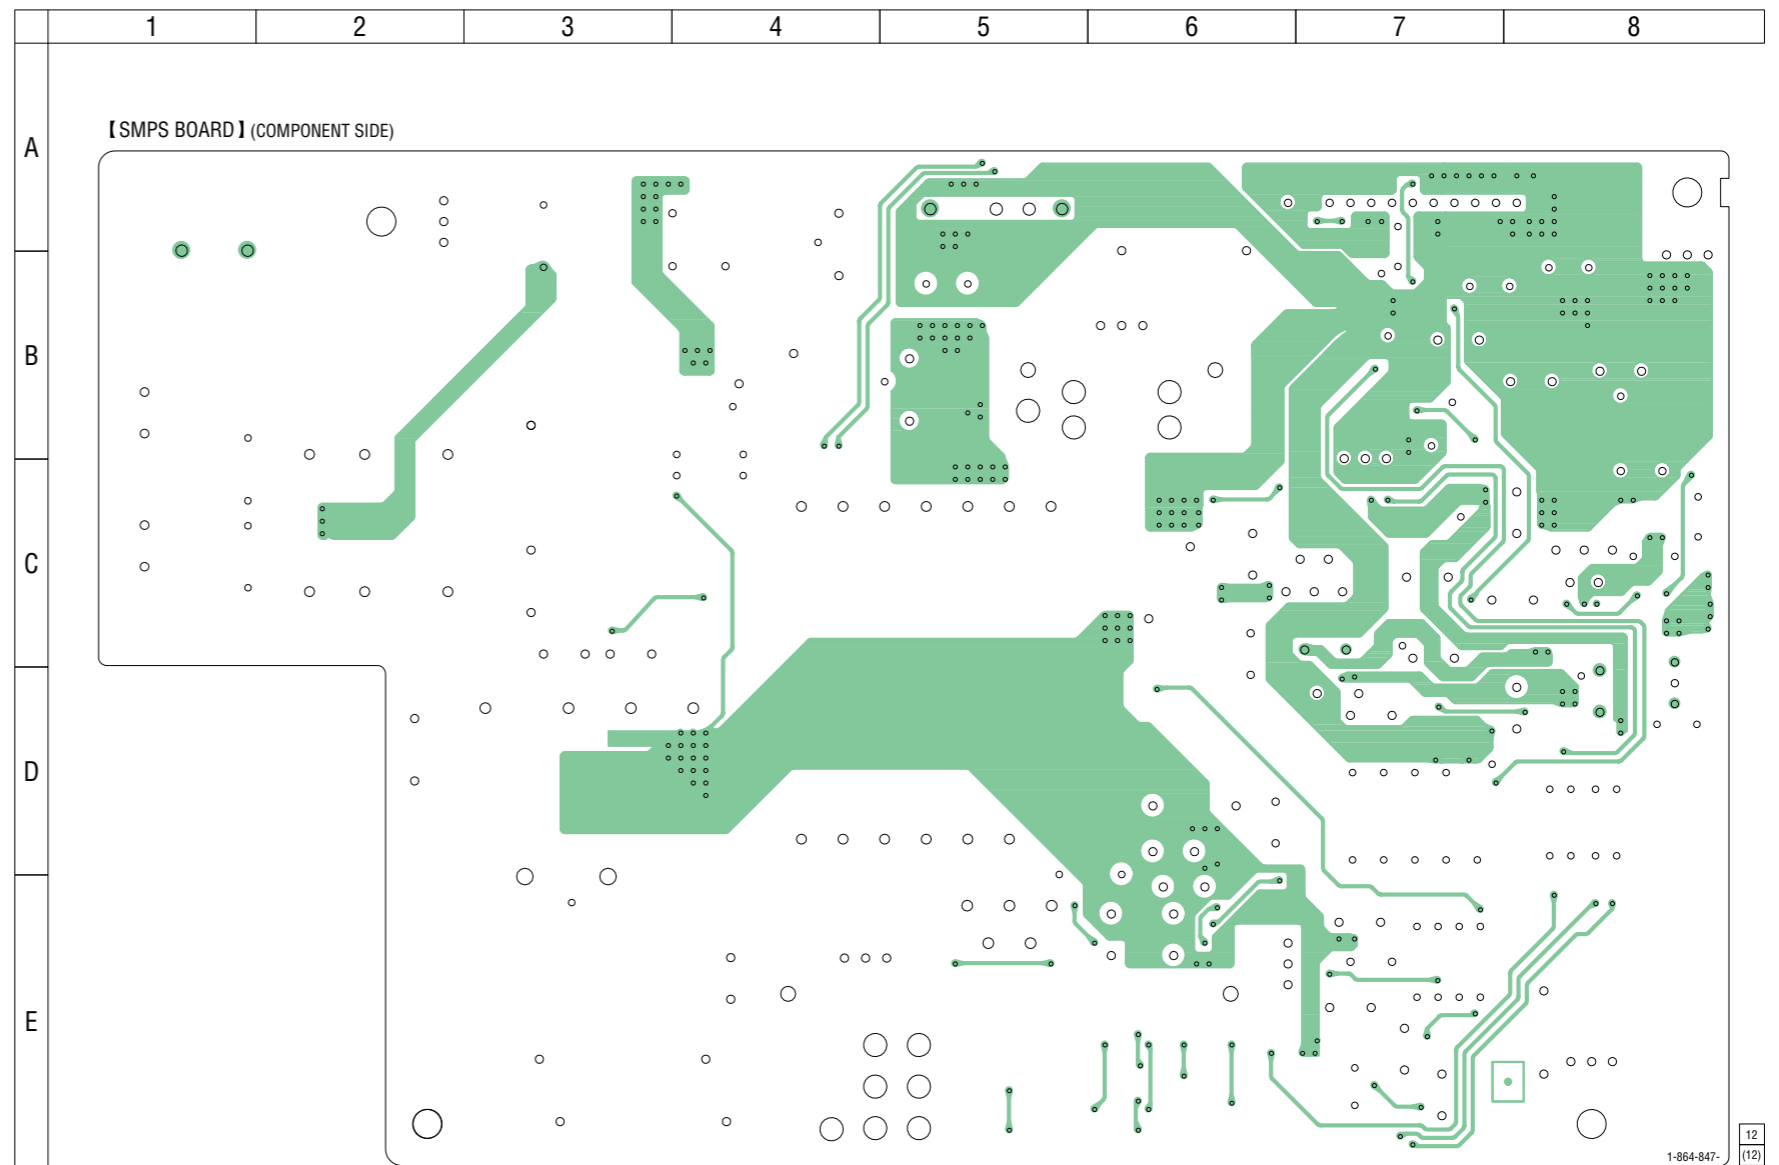 1 2 3 4 5 6 7 8
【SMPS BOARD】(COMPONENT SIDE)
A
B
C
D
E
12
1-864-847- (12)